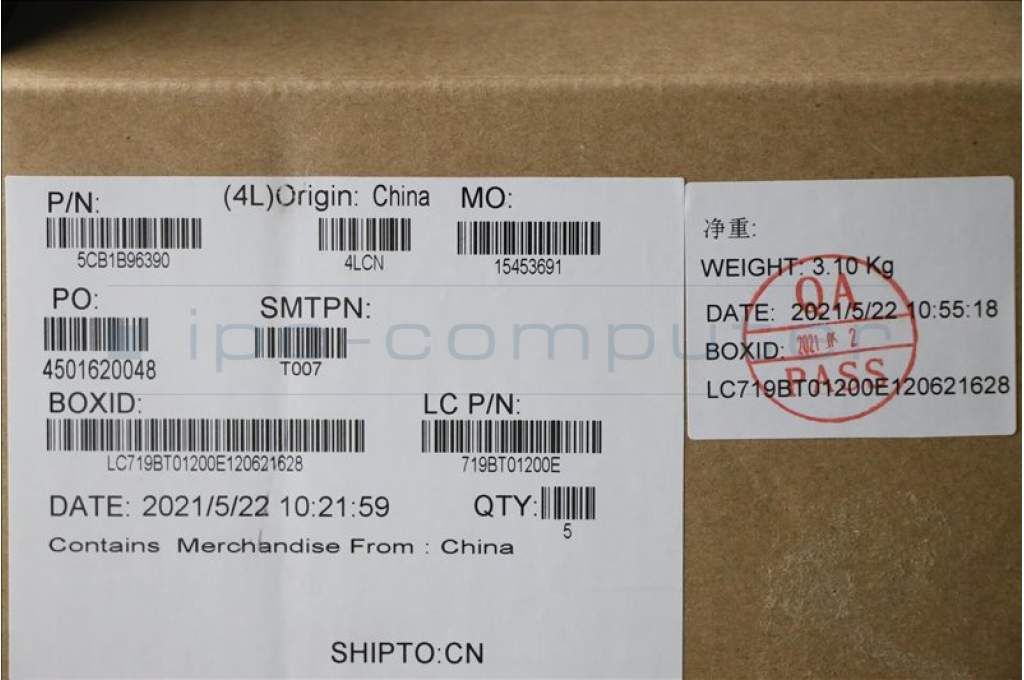 P/N: (4L)Origin: China MO:
5CB1B96390 4LCN 15453691
PO: SMTPN:
4501620048 T007
BOXID: LC P/N:
LC719BT01200E120621628 719BT01200E
DATE: 2021/5/22 10:21:59 QTY:
5
Contains Merchandise From : China
SHIPTO:CN
净重:
WEIGHT: 3.10 Kg
DATE: 2021/5/22 10:55:18
BOXID:
LC719BT01200E120621628
QA
PASS
ipc-computer